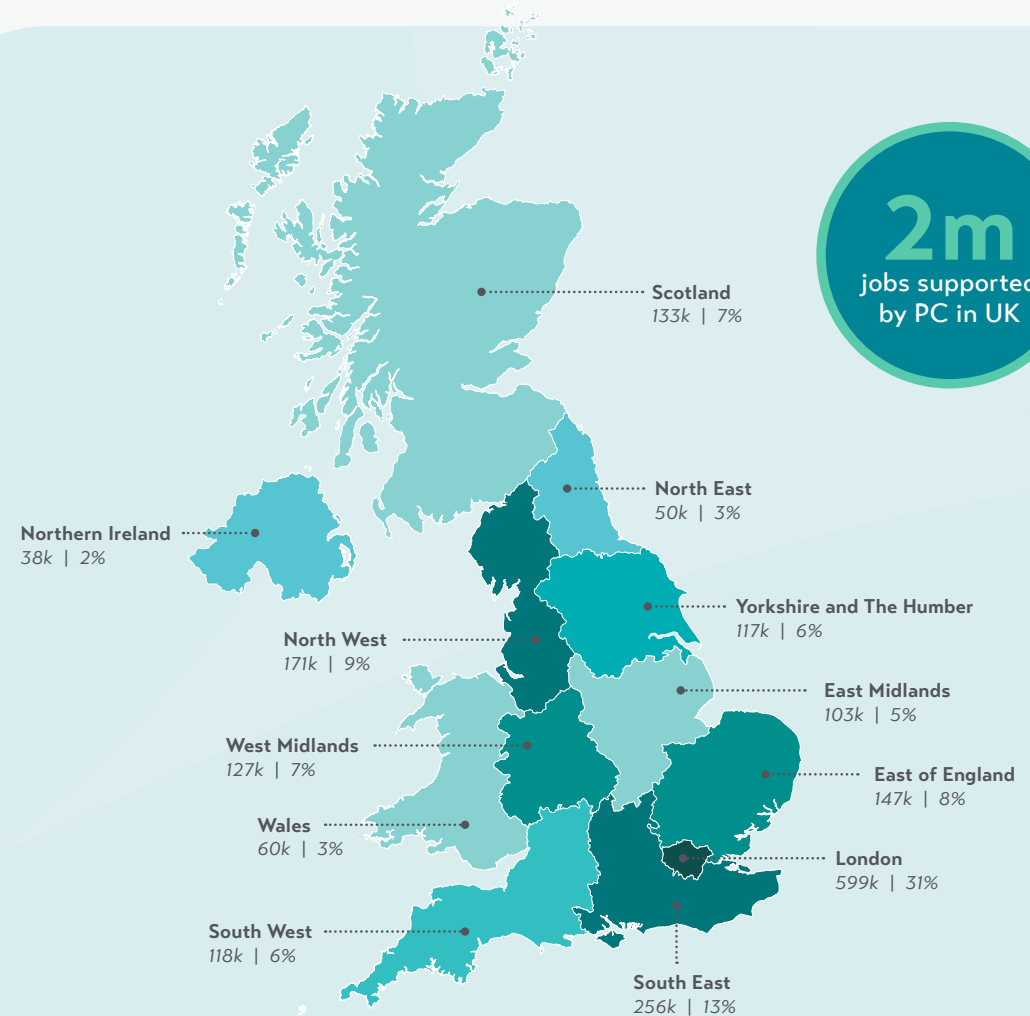 2m
jobs supported
by PC in UK
Scotland
133k | 7%
North East
50k | 3%
Northern Ireland
38k | 2%
Yorkshire and The Humber
117k | 6%
North West
171k | 9%
East Midlands
103k | 5%
West Midlands
127k | 7%
East of England
147k | 8%
Wales
60k | 3%
London
599k | 31%
South West
118k | 6%
South East
256k | 13%